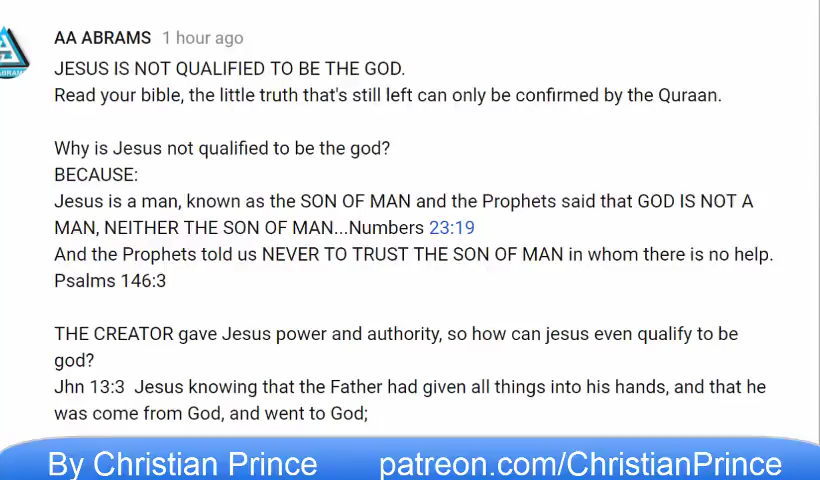 AA ABRAMS 1 hour ago
JESUS IS NOT QUALIFIED TO BE THE GOD.
Read your bible, the little truth that's still left can only be confirmed by the Quraan.
Why is Jesus not qualified to be the god?
BECAUSE:
Jesus is a man, known as the SON OF MAN and the Prophets said that GOD IS NOT A
MAN, NEITHER THE SON OF MAN...Numbers 23:19
And the Prophets told us NEVER TO TRUST THE SON OF MAN in whom there is no help.
Psalms 146:3
THE CREATOR gave Jesus power and authority, so how can jesus even qualify to be
god?
Jhn 13:3 Jesus knowing that the Father had given all things into his hands, and that he
was come from God, and went to God;
By Christian Prince patreon.com/ChristianPrince